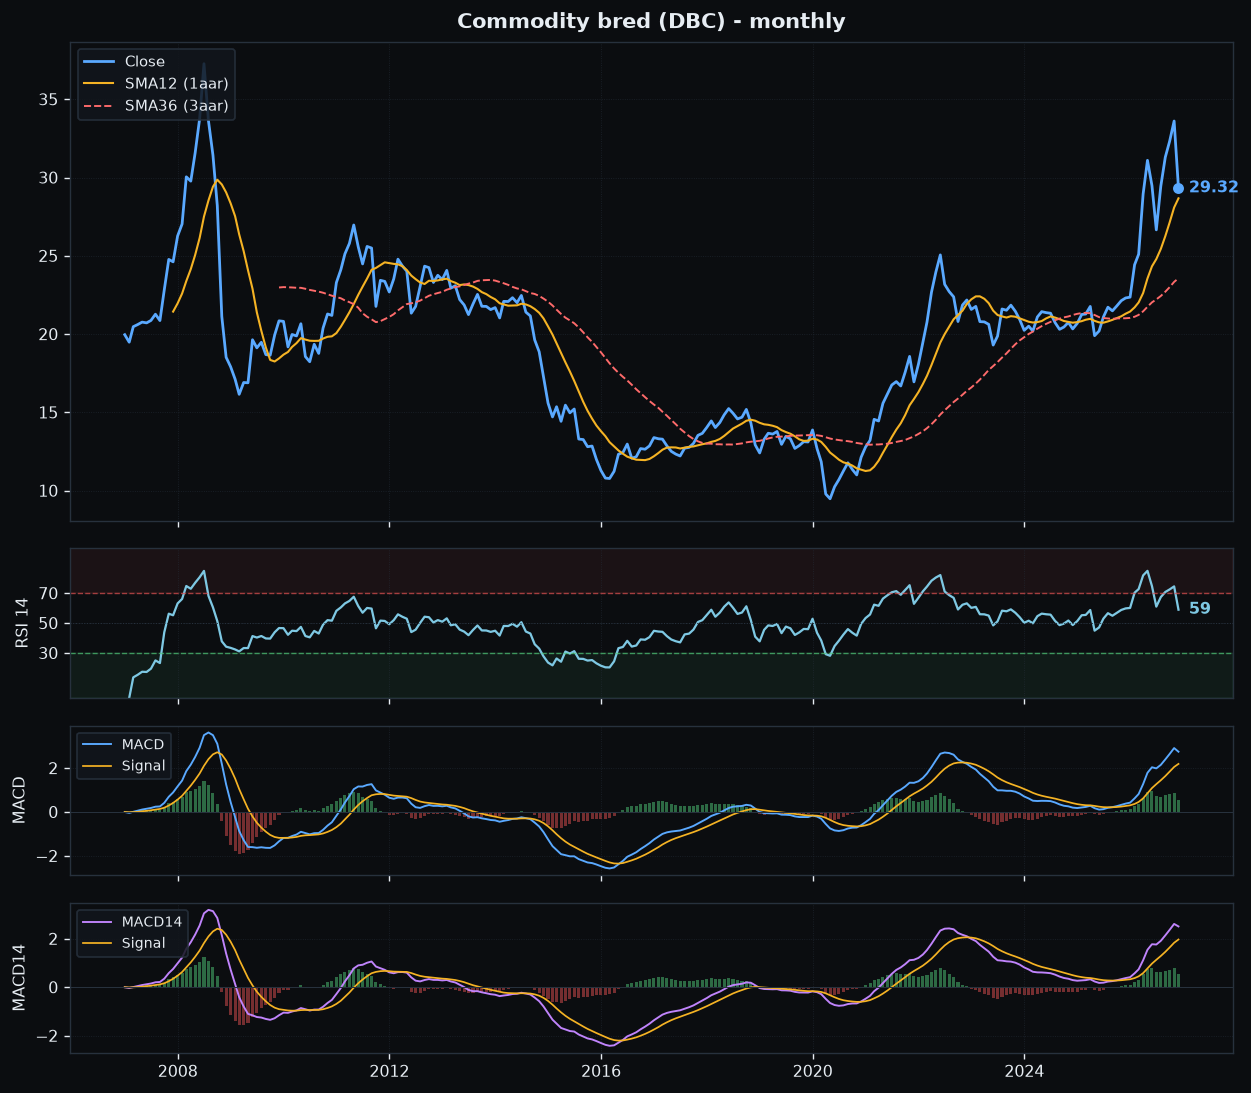 Commodity bred (DBC) - monthly
Close
SMA12 (1aar)
SMA36 (3aar)
35
30
25
20
15
10
29.32
RSI 14
70
50
30
59
MACD
MACD
Signal
2
0
−2
MACD14
MACD14
Signal
2
0
−2
2008
2012
2016
2020
2024